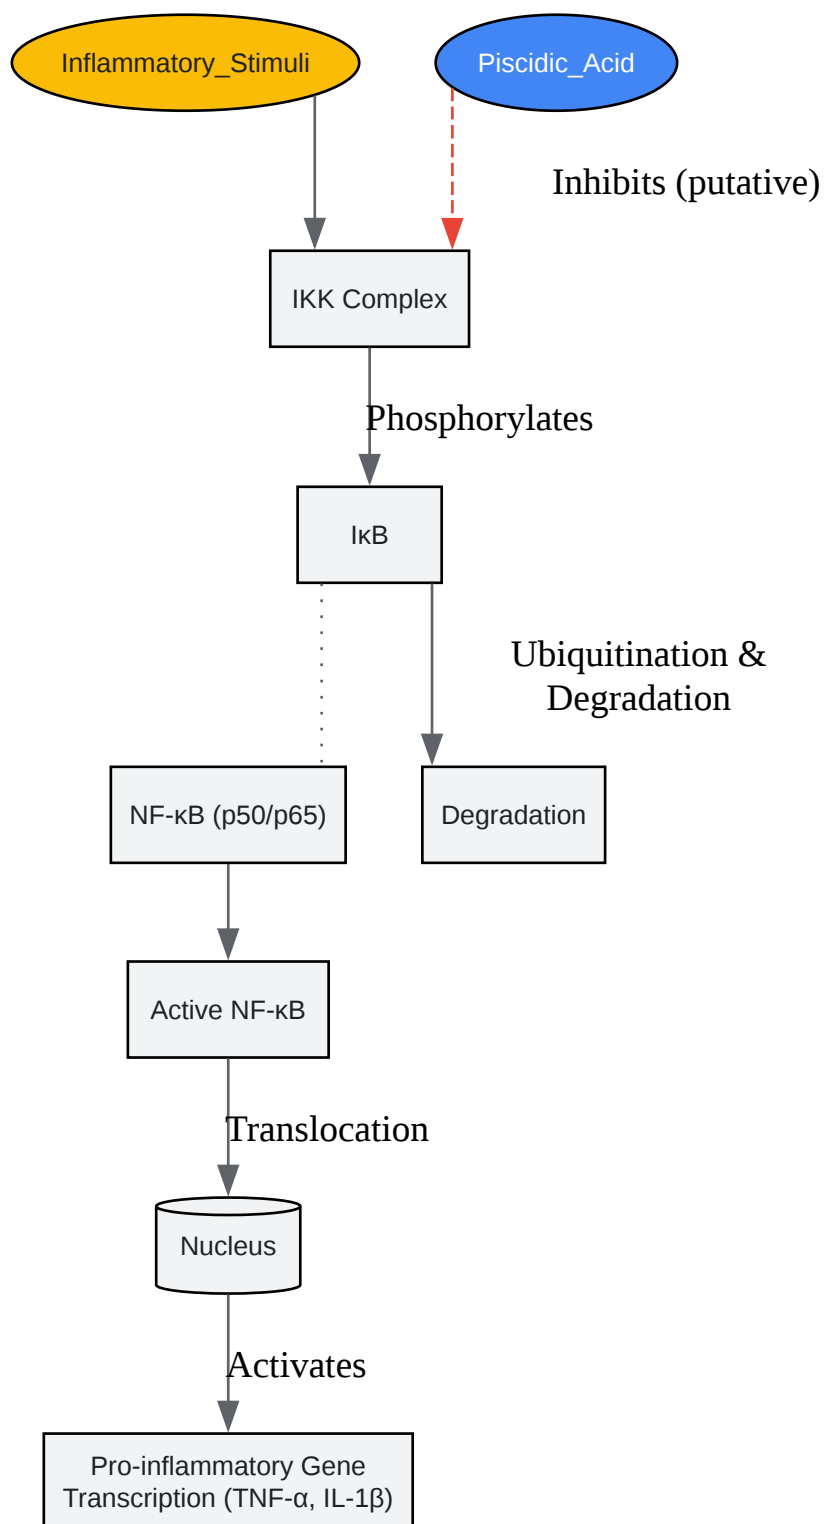 Inflammatory_Stimuli
Piscidic_Acid
Inhibits (putative)
IKK Complex
Phosphorylates
IκB
Ubiquitination &
Degradation
NF-κB (p50/p65)
Degradation
Active NF-κB
Translocation
Nucleus
Activates
Pro-inflammatory Gene
Transcription (TNF-α, IL-1β)